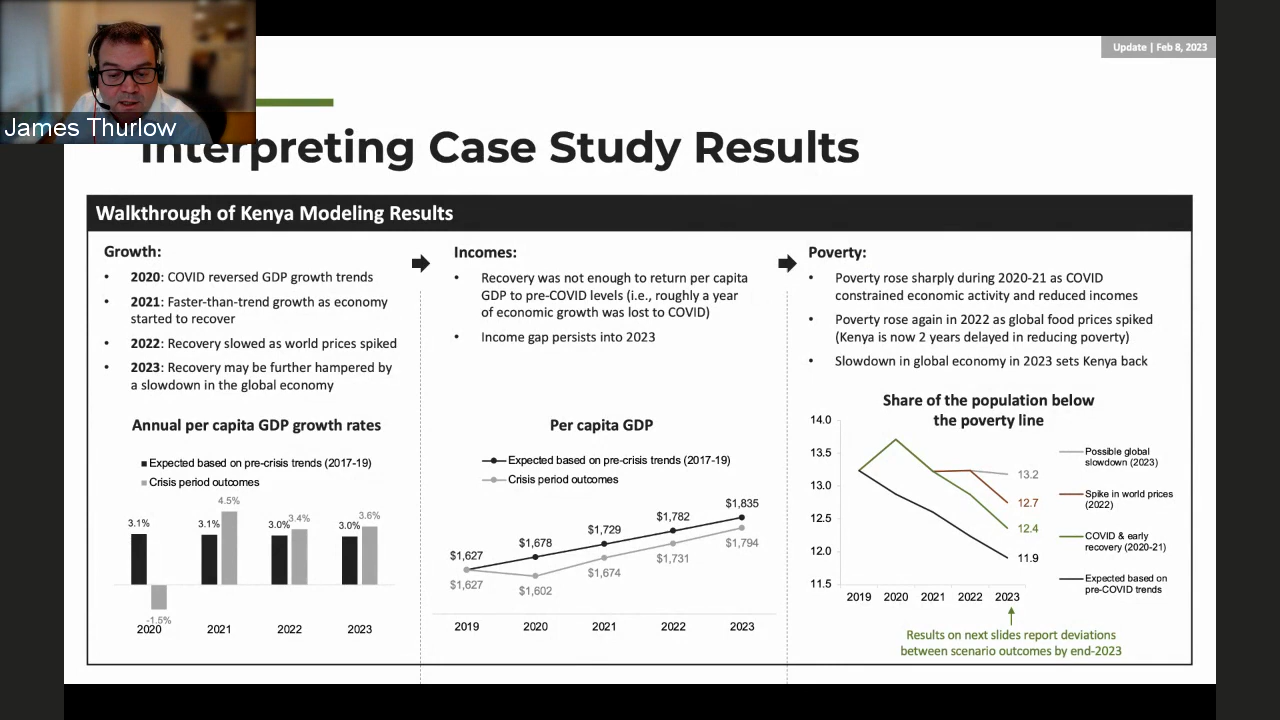 James Thurlow
Update | Feb 8, 2023
Interpreting Case Study Results
Walkthrough of Kenya Modeling Results
Growth:
• 2020: COVID reversed GDP growth trends
• 2021: Faster-than-trend growth as economy
started to recover
• 2022: Recovery slowed as world prices spiked
• 2023: Recovery may be further hampered by
a slowdown in the global economy
Annual per capita GDP growth rates
Expected based on pre-crisis trends (2017-19)
Crisis period outcomes
3.1%
-1.5%
3.1%
4.5%
3.0%
3.4%
3.0%
3.6%
2020 2021 2022 2023
Incomes:
• Recovery was not enough to return per capita
GDP to pre-COVID levels (i.e., roughly a year
of economic growth was lost to COVID)
• Income gap persists into 2023
Per capita GDP
Expected based on pre-crisis trends (2017-19)
Crisis period outcomes
$1,627 $1,678 $1,729 $1,782 $1,835
$1,627 $1,602 $1,674 $1,731 $1,794
2019 2020 2021 2022 2023
Poverty:
• Poverty rose sharply during 2020-21 as COVID
constrained economic activity and reduced incomes
• Poverty rose again in 2022 as global food prices spiked
(Kenya is now 2 years delayed in reducing poverty)
• Slowdown in global economy in 2023 sets Kenya back
Share of the population below
the poverty line
14.0
13.5
13.0
12.5
12.0
11.5
13.2
12.7
12.4
11.9
2019 2020 2021 2022 2023
Possible global
slowdown (2023)
Spike in world prices
(2022)
COVID & early
recovery (2020-21)
Expected based on
pre-COVID trends
Results on next slides report deviations
between scenario outcomes by end-2023